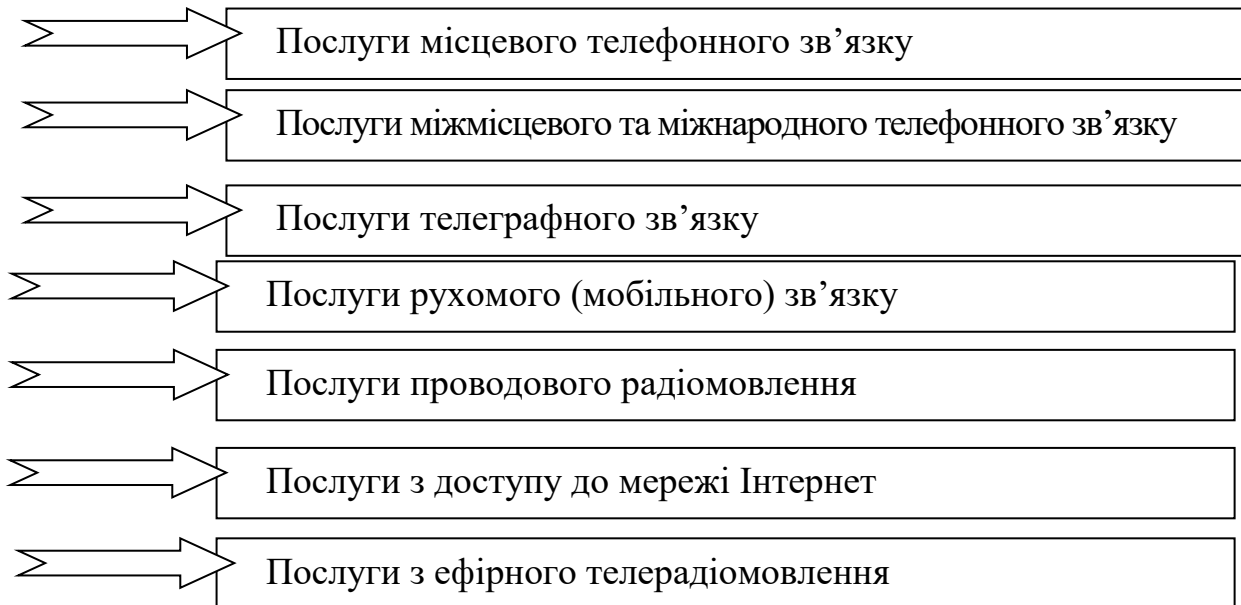 Послуги місцевого телефонного зв’язку
Послуги міжмісцевого та міжнародного телефонного зв’язку
Послуги телеграфного зв’язку
Послуги рухомого (мобільного) зв’язку
Послуги проводового радіомовлення
Послуги з доступу до мережі Інтернет
Послуги з ефірного телерадіомовлення